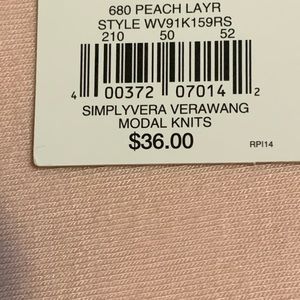 680 PEACH LAYR
STYLE WV91K159RS
210 50 52
4 00372 07014 2
SIMPLYVERA VERAWANG
MODAL KNITS
$36.00
RPI14